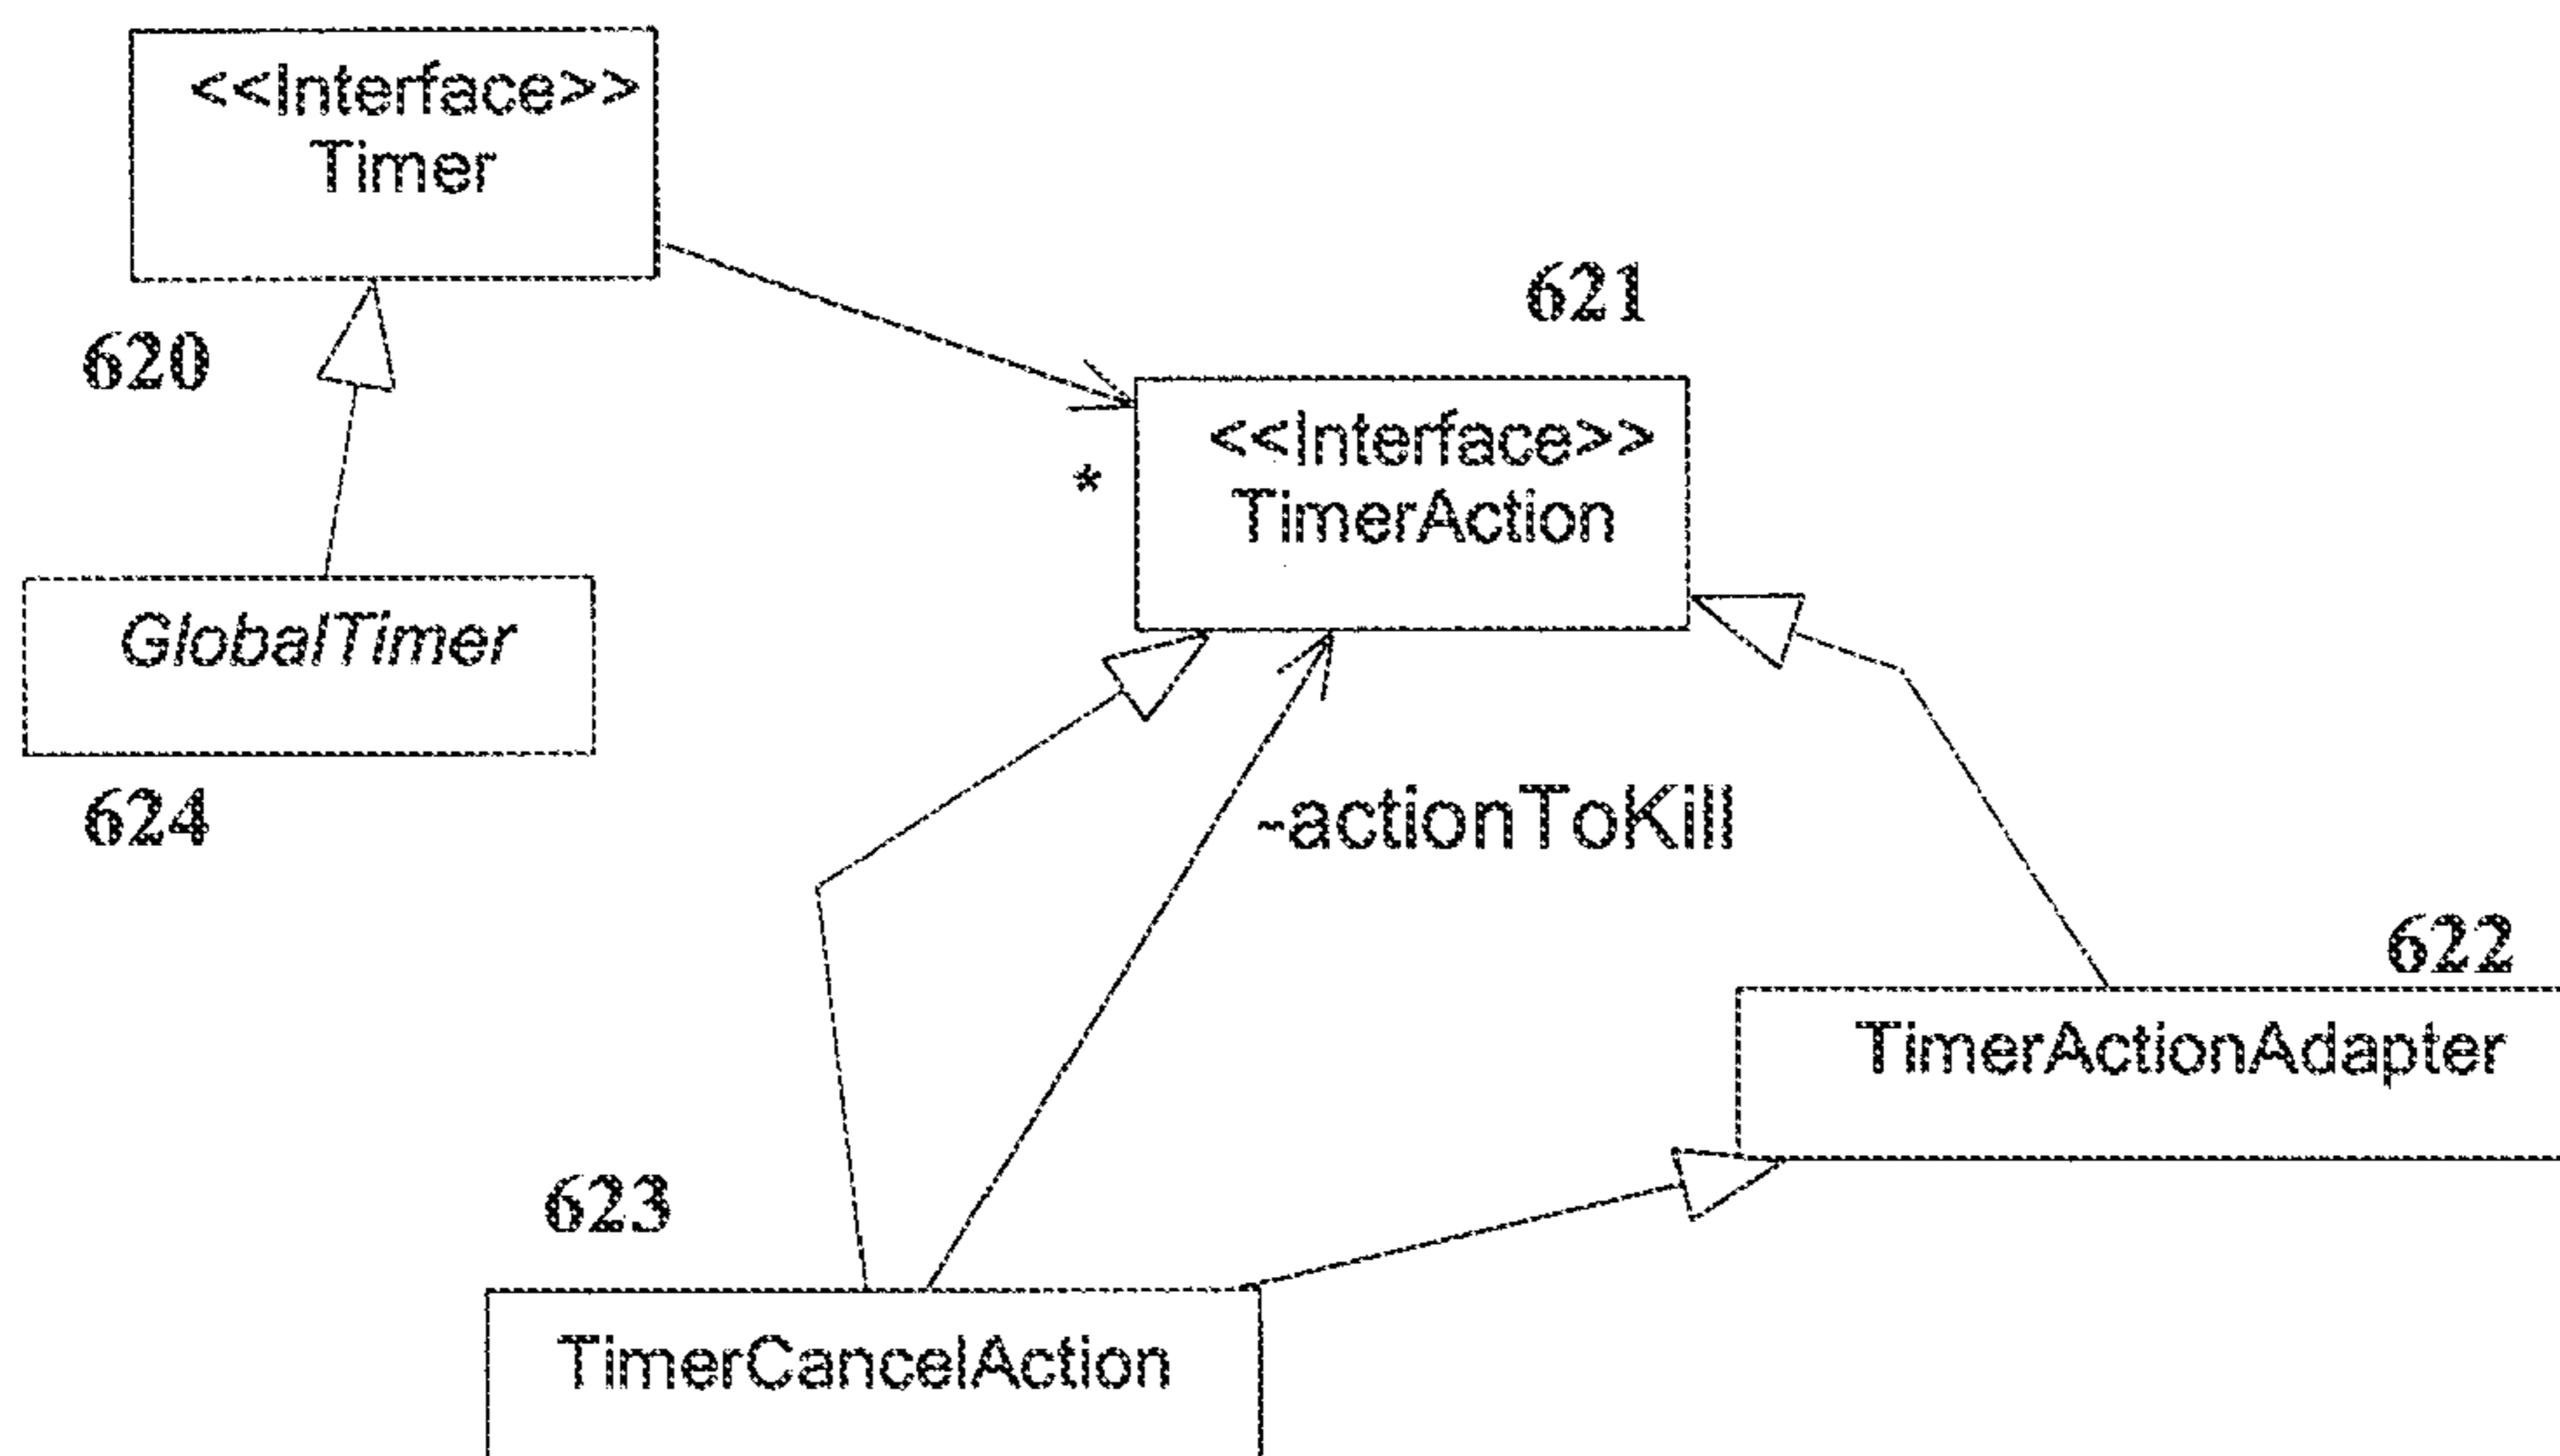 <<Interface>>
Timer
620
621
<<Interface>>
TimerAction
*
GlobalTimer
624
-actionToKill
622
TimerActionAdapter
623
TimerCancelAction